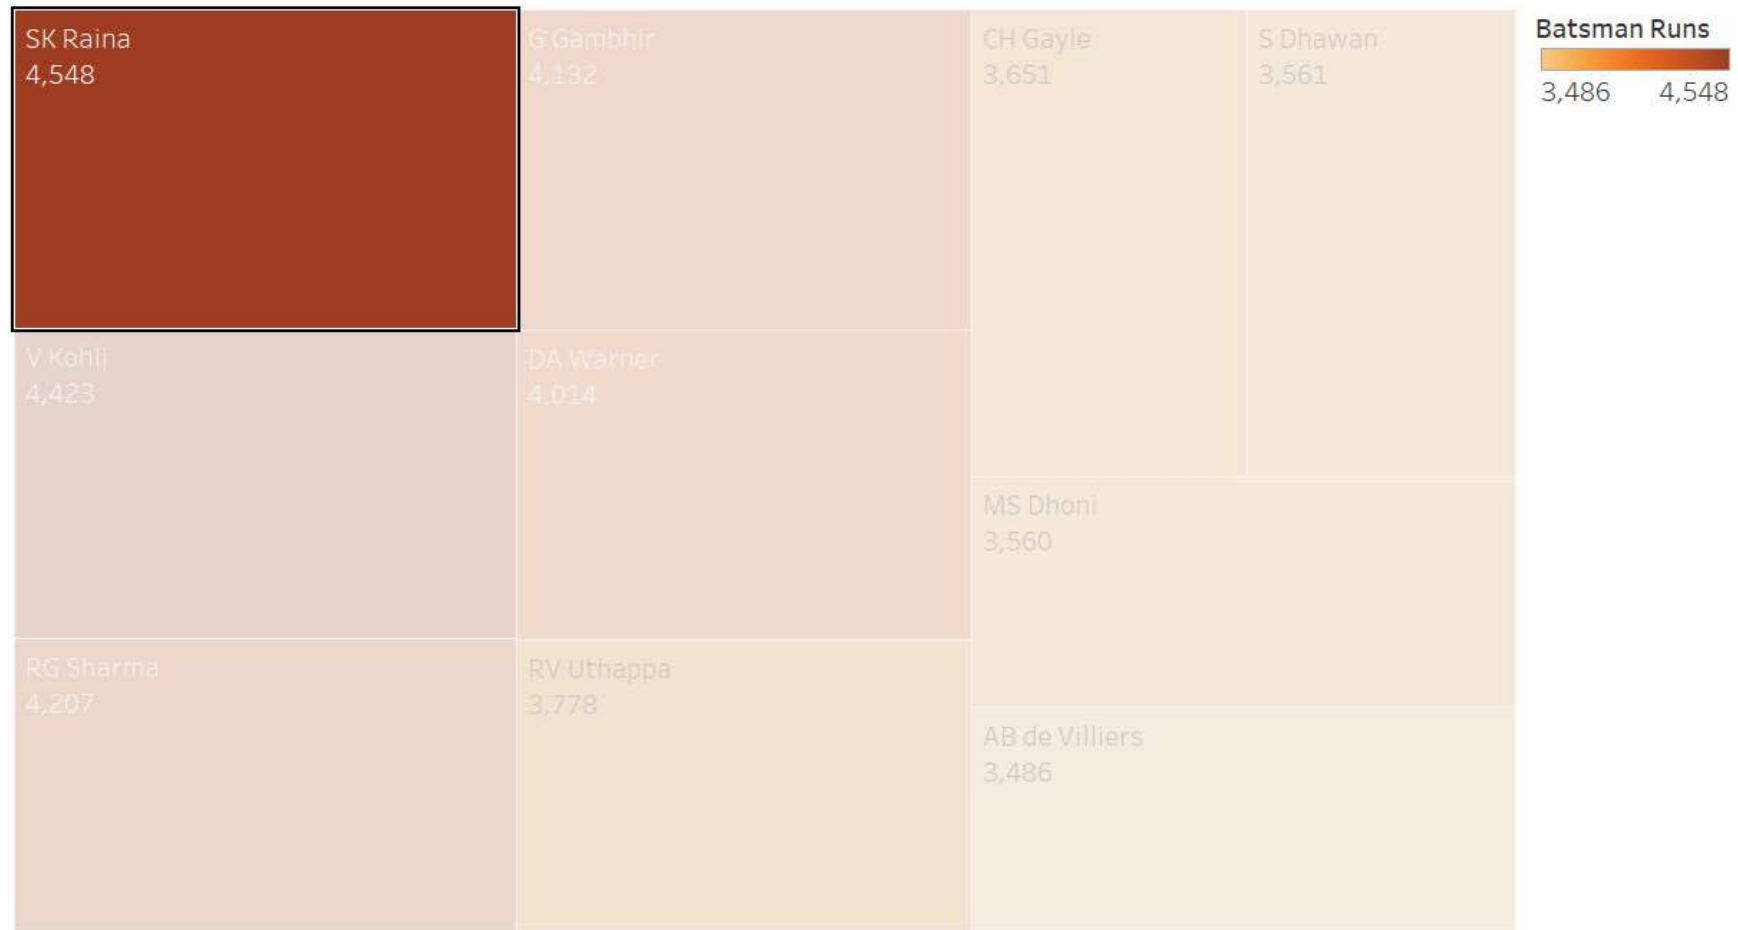 SK Raina
4,548
G Gambhir
4,132
CH Gayle
3,651
S Dhawan
3,561
V Kohli
4,423
DA Warner
4,014
MS Dhoni
3,560
RG Sharma
4,207
RV Uthappa
3,778
AB de Villiers
3,486
Batsman Runs
3,486 4,548